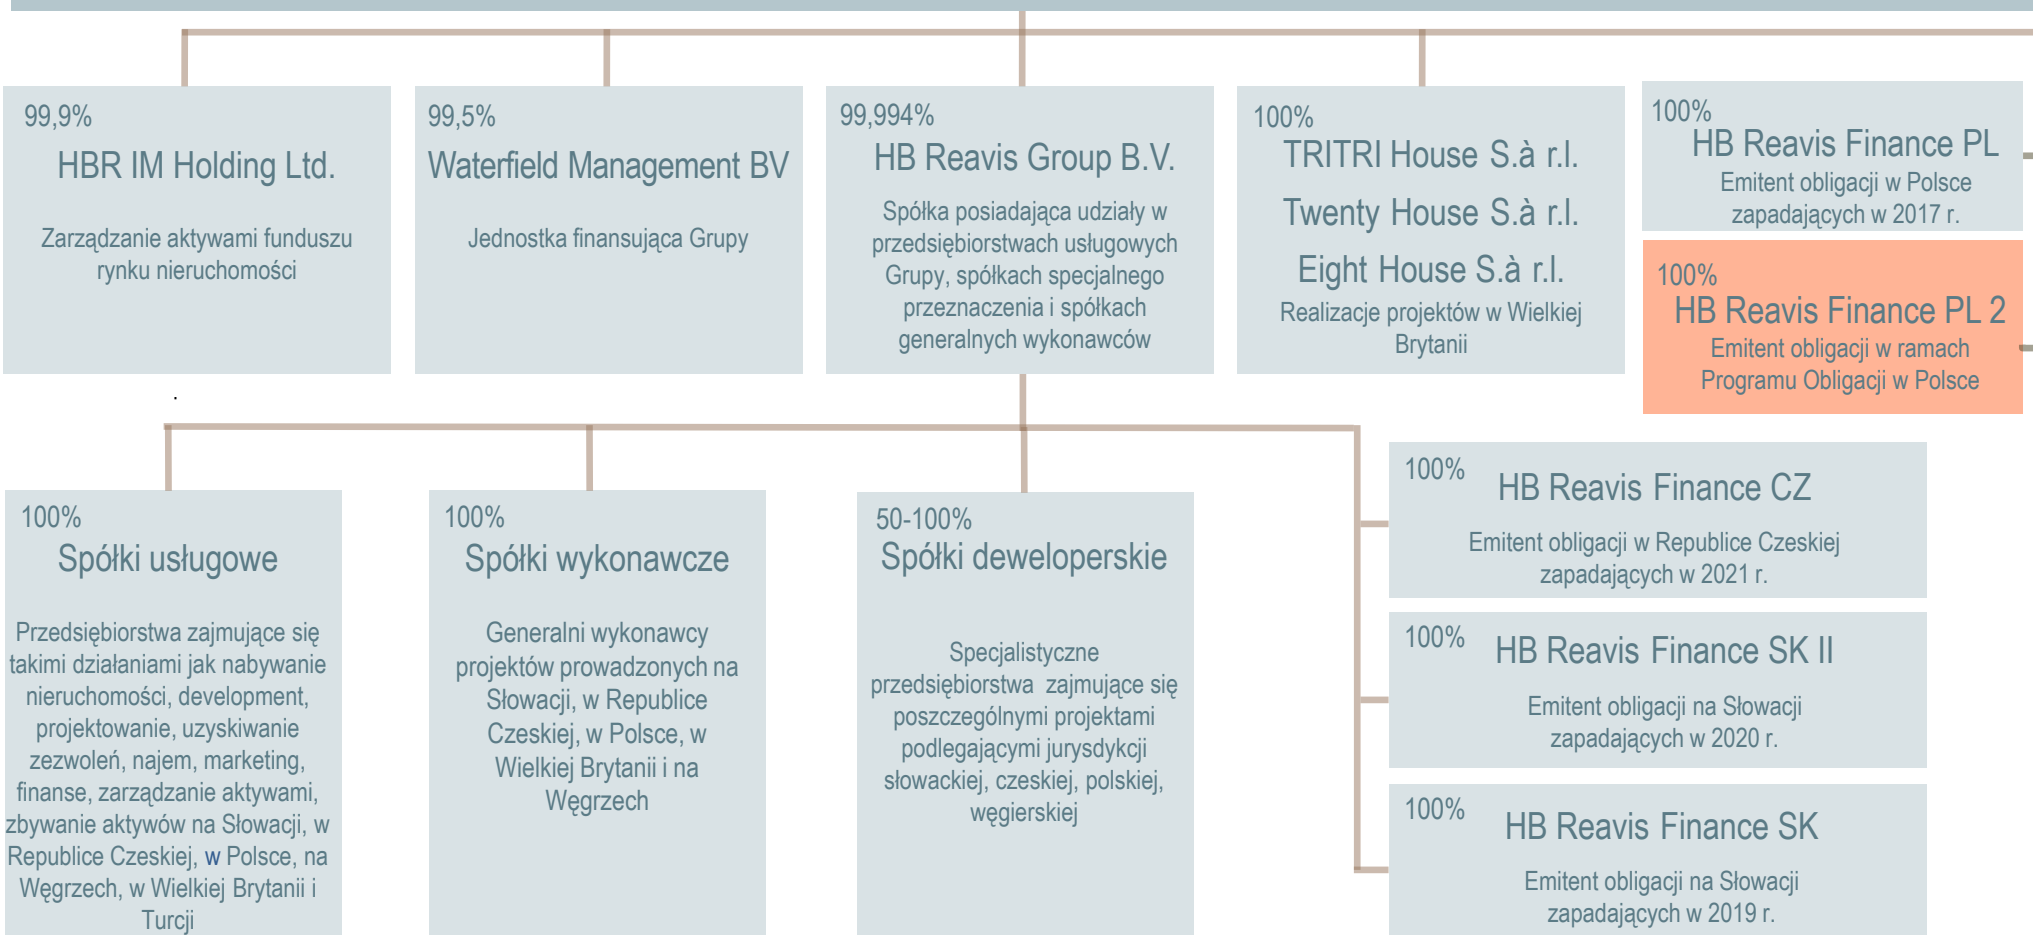 99,9%
HBR IM Holding Ltd.
Zarządzanie aktywami funduszu
rynku nieruchomości
99,5%
Waterfield Management BV
Jednostka finansująca Grupy
99,994%
HB Reavis Group B.V.
Spółka posiadająca udziały w
przedsiębiorstwach usługowych
Grupy, spółkach specjalnego
przeznaczenia i spółkach
generalnych wykonawców
100%
TRITRI House S.à r.l.
Twenty House S.à r.l.
Eight House S.à r.l.
Realizacje projektów w Wielkiej
Brytanii
100%
HB Reavis Finance PL
Emitent obligacji w Polsce
zapadających w 2017 r.
100%
HB Reavis Finance PL 2
Emitent obligacji w ramach
Programu Obligacji w Polsce
.
100%
Spółki usługowe
Przedsiębiorstwa zajmujące się
takimi działaniami jak nabywanie
nieruchomości, development,
projektowanie, uzyskiwanie
zezwoleń, najem, marketing,
finanse, zarządzanie aktywami,
zbywanie aktywów na Słowacji, w
Republice Czeskiej, w Polsce, na
Węgrzech, w Wielkiej Brytanii i
Turcji
100%
Spółki wykonawcze
Generalni wykonawcy
projektów prowadzonych na
Słowacji, w Republice
Czeskiej, w Polsce, w
Wielkiej Brytanii i na
Węgrzech
50-100%
Spółki deweloperskie
Specjalistyczne
przedsiębiorstwa zajmujące się
poszczególnymi projektami
podlegającymi jurysdykcji
słowackiej, czeskiej, polskiej,
węgierskiej
100%
HB Reavis Finance CZ
Emitent obligacji w Republice Czeskiej
zapadających w 2021 r.
100%
HB Reavis Finance SK II
Emitent obligacji na Słowacji
zapadających w 2020 r.
100%
HB Reavis Finance SK
Emitent obligacji na Słowacji
zapadających w 2019 r.